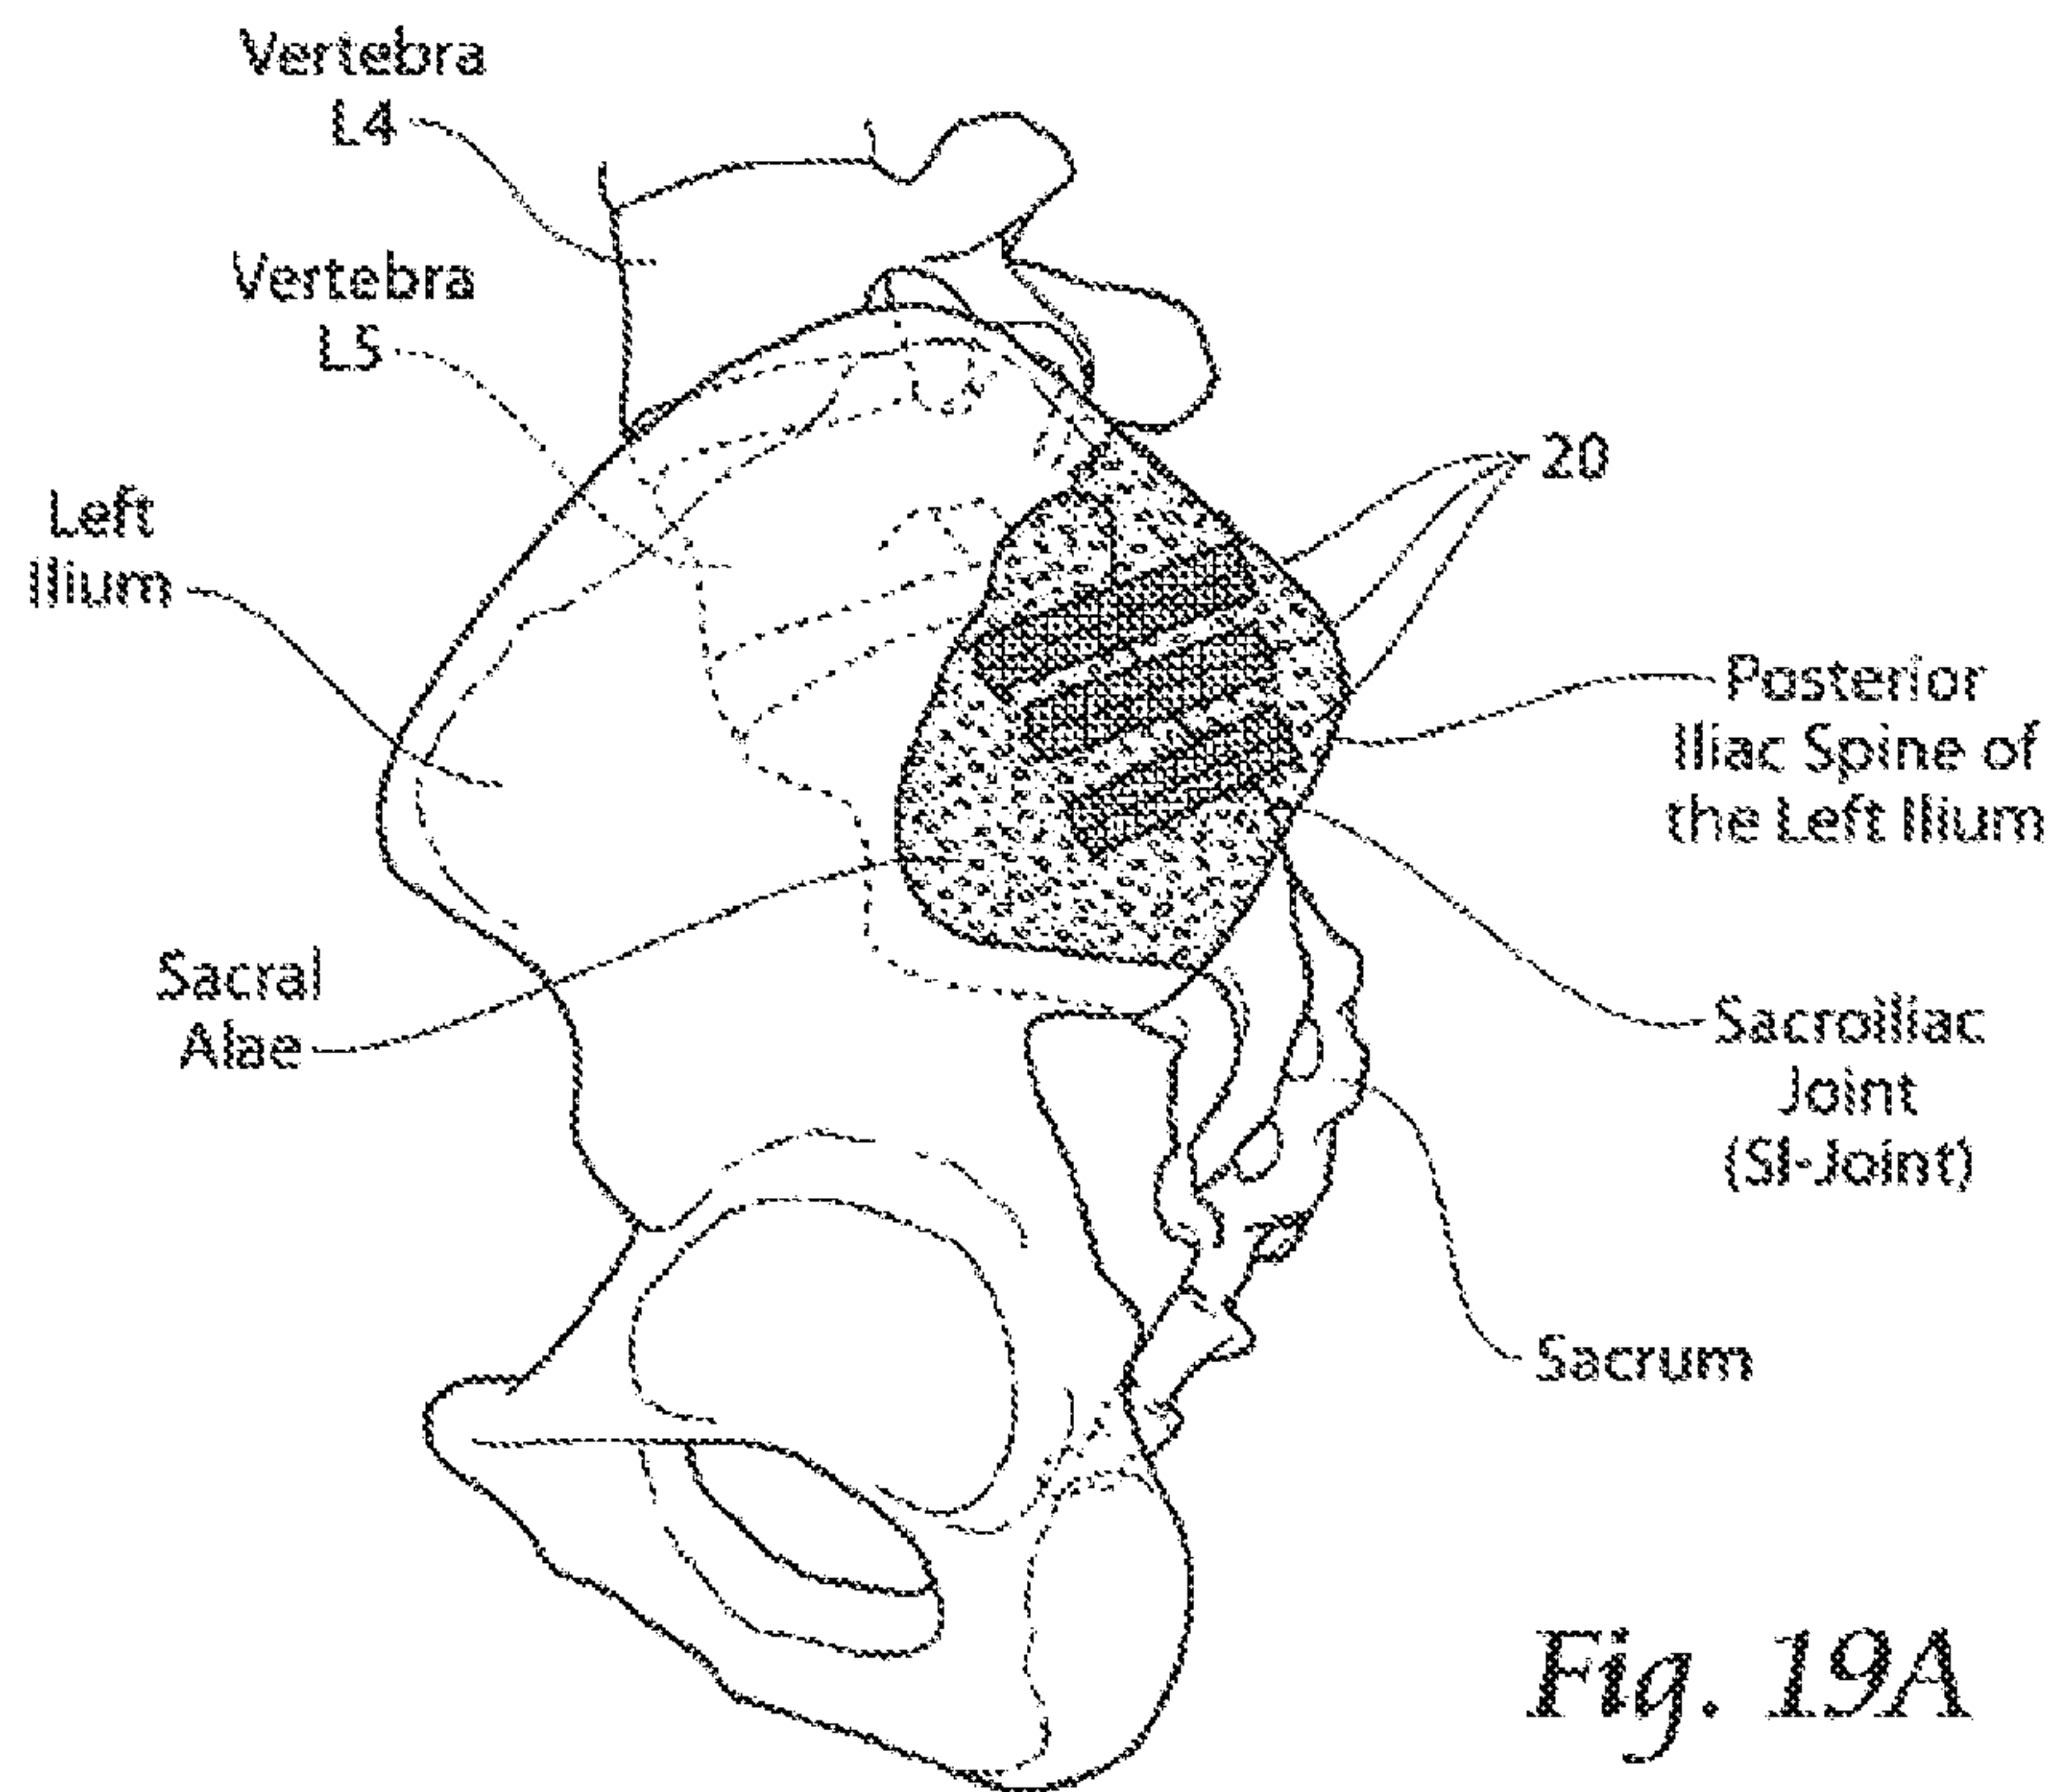 Vertebra
L4
Vertebra
L5
Left
Ilium
20
Posterior
Iliac Spine of
the Left Ilium
Sacral
Alae
Sacroiliac
Joint
(SI-Joint)
Sacrum
Fig. 19A